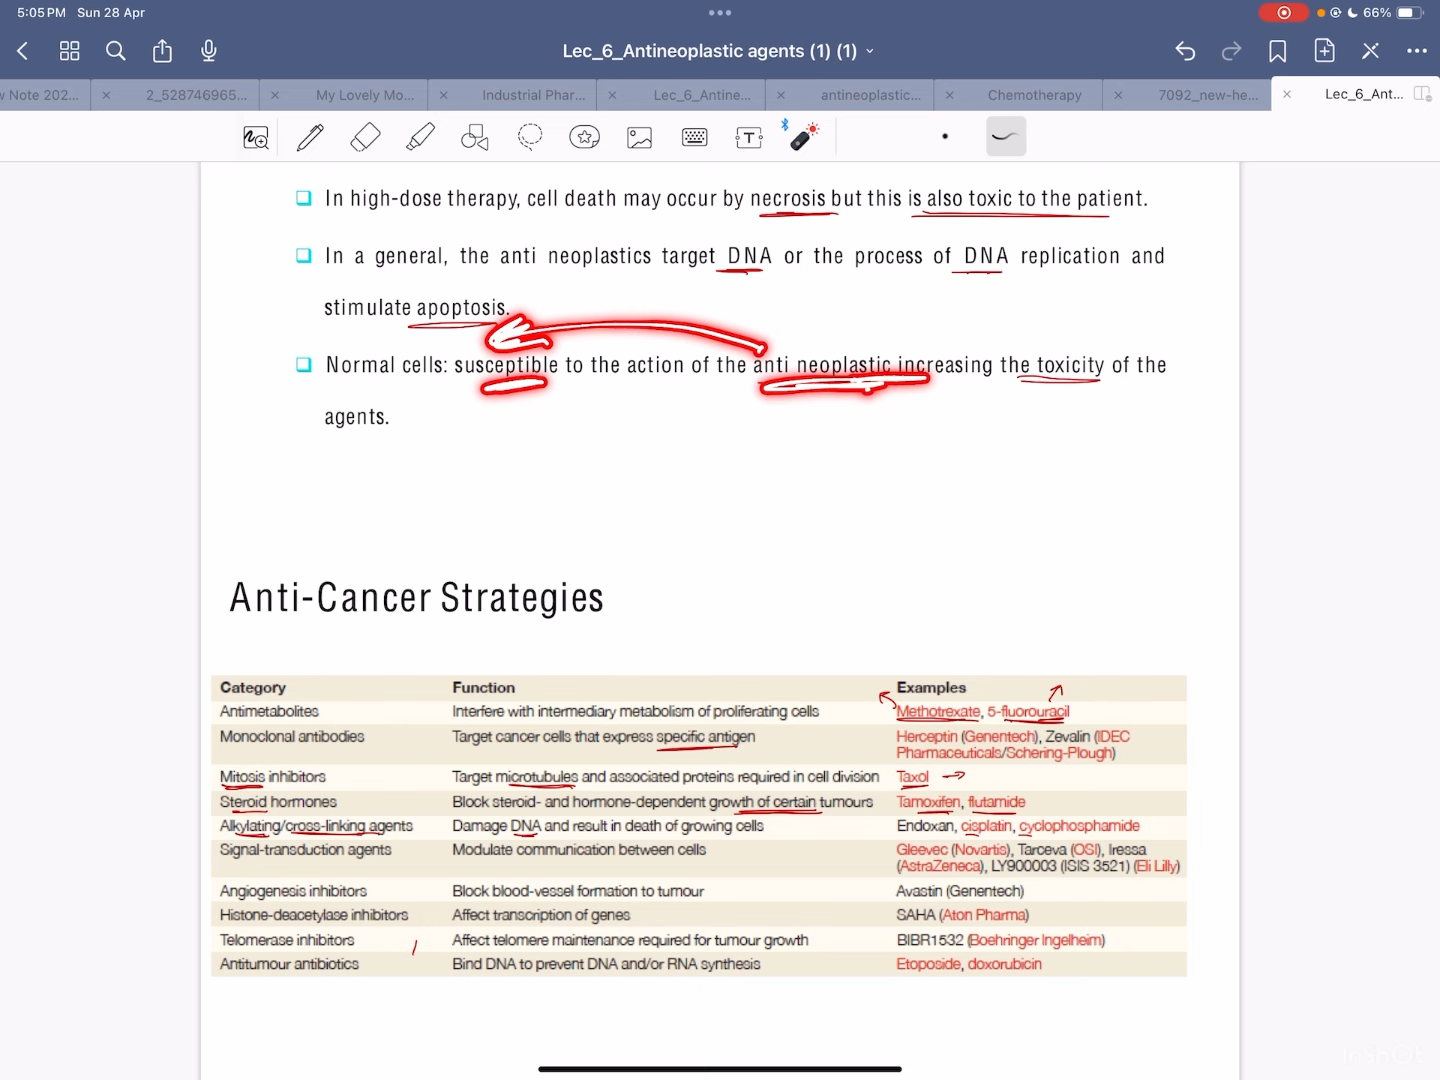 5:05 PM Sun 28 Apr
66%
Lec_6_Antineoplastic agents (1) (1)
w Note 202... 2_528746965... My Lovely Mo... Industrial Phar... Lec_6_Antine... antineoplastic... Chemotherapy 7092_new-he... Lec_6_Ant...
In high-dose therapy, cell death may occur by necrosis but this is also toxic to the patient.
In a general, the anti neoplastics target DNA or the process of DNA replication and
stimulate apoptosis.
Normal cells: susceptible to the action of the anti neoplastic increasing the toxicity of the
agents.
Anti-Cancer Strategies
Category Function Examples
Antimetabolites Interfere with intermediary metabolism of proliferating cells Methotrexate, 5-fluorouracil
Monoclonal antibodies Target cancer cells that express specific antigen Herceptin (Genentech), Zevalin (IDEC
Pharmaceuticals/Schering-Plough)
Mitosis inhibitors Target microtubules and associated proteins required in cell division Taxol
Steroid hormones Block steroid- and hormone-dependent growth of certain tumours Tamoxifen, flutamide
Alkylating/cross-linking agents Damage DNA and result in death of growing cells Endoxan, cisplatin, cyclophosphamide
Signal-transduction agents Modulate communication between cells Gleevec (Novartis), Tarceva (OSI), Iressa
(AstraZeneca), LY900003 (ISIS 3521) (Eli Lilly)
Angiogenesis inhibitors Block blood-vessel formation to tumour Avastin (Genentech)
Histone-deacetylase inhibitors Affect transcription of genes SAHA (Aton Pharma)
Telomerase inhibitors Affect telomere maintenance required for tumour growth BIBR1532 (Boehringer Ingelheim)
Antitumour antibiotics Bind DNA to prevent DNA and/or RNA synthesis Etoposide, doxorubicin